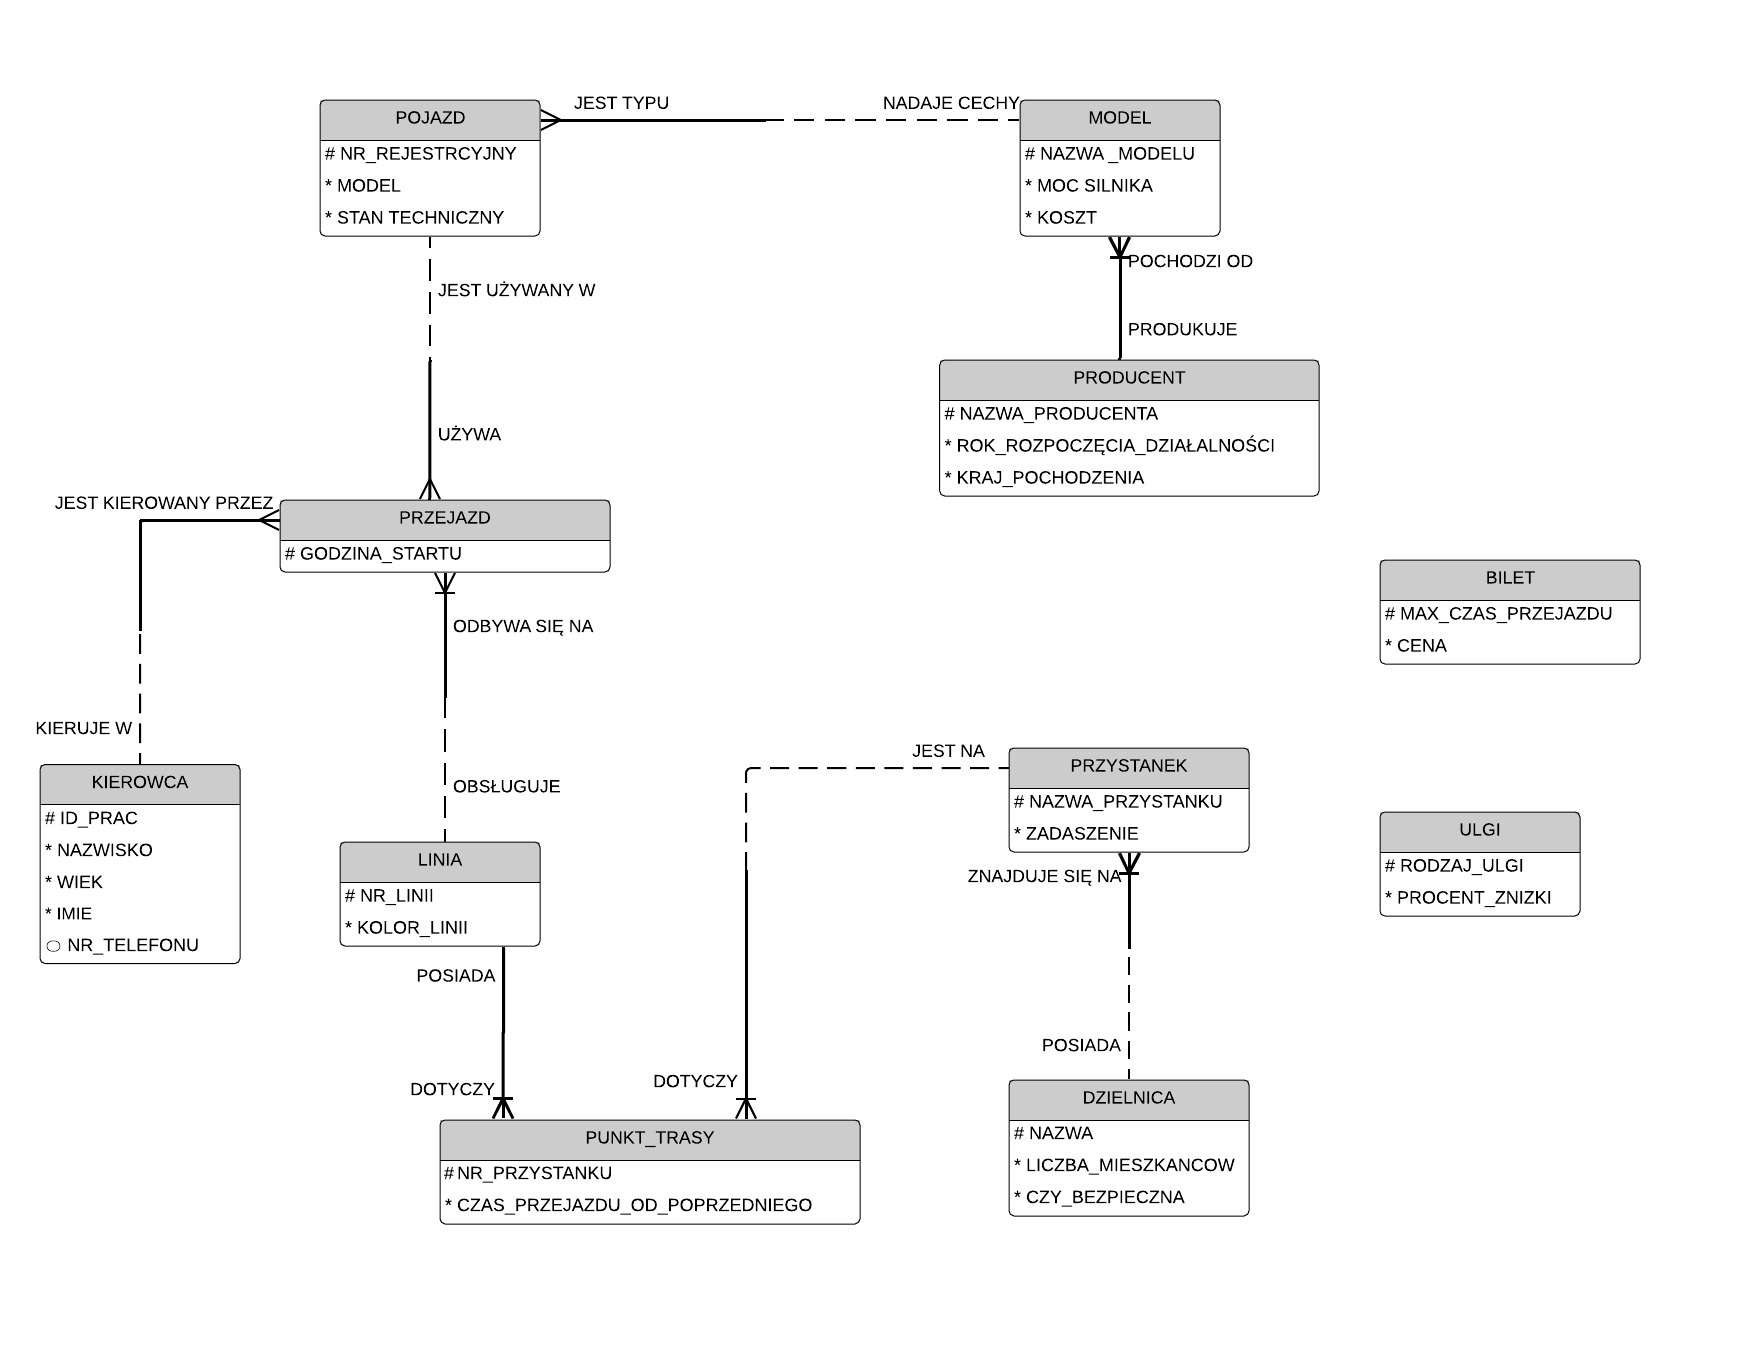 JEST TYPU
NADAJE CECHY
POJAZD
# NR_REJESTRCYJNY
* MODEL
* STAN TECHNICZNY
MODEL
# NAZWA _MODELU
* MOC SILNIKA
* KOSZT
POCHODZI OD
JEST UŻYWANY W
PRODUKUJE
PRODUCENT
# NAZWA_PRODUCENTA
* ROK_ROZPOCZĘCIA_DZIAŁALNOŚCI
* KRAJ_POCHODZENIA
UŻYWA
JEST KIEROWANY PRZEZ
PRZEJAZD
# GODZINA_STARTU
BILET
# MAX_CZAS_PRZEJAZDU
* CENA
ODBYWA SIĘ NA
KIERUJE W
KIEROWCA
# ID_PRAC
* NAZWISKO
* WIEK
* IMIE
NR_TELEFONU
OBSŁUGUJE
LINIA
# NR_LINII
* KOLOR_LINII
JEST NA
PRZYSTANEK
# NAZWA_PRZYSTANKU
* ZADASZENIE
ZNAJDUJE SIĘ NA
ULGI
# RODZAJ_ULGI
* PROCENT_ZNIZKI
POSIADA
DOTYCZY
DOTYCZY
POSIADA
PUNKT_TRASY
# NR_PRZYSTANKU
* CZAS_PRZEJAZDU_OD_POPRZEDNIEGO
DZIELNICA
# NAZWA
* LICZBA_MIESZKANCOW
* CZY_BEZPIECZNA